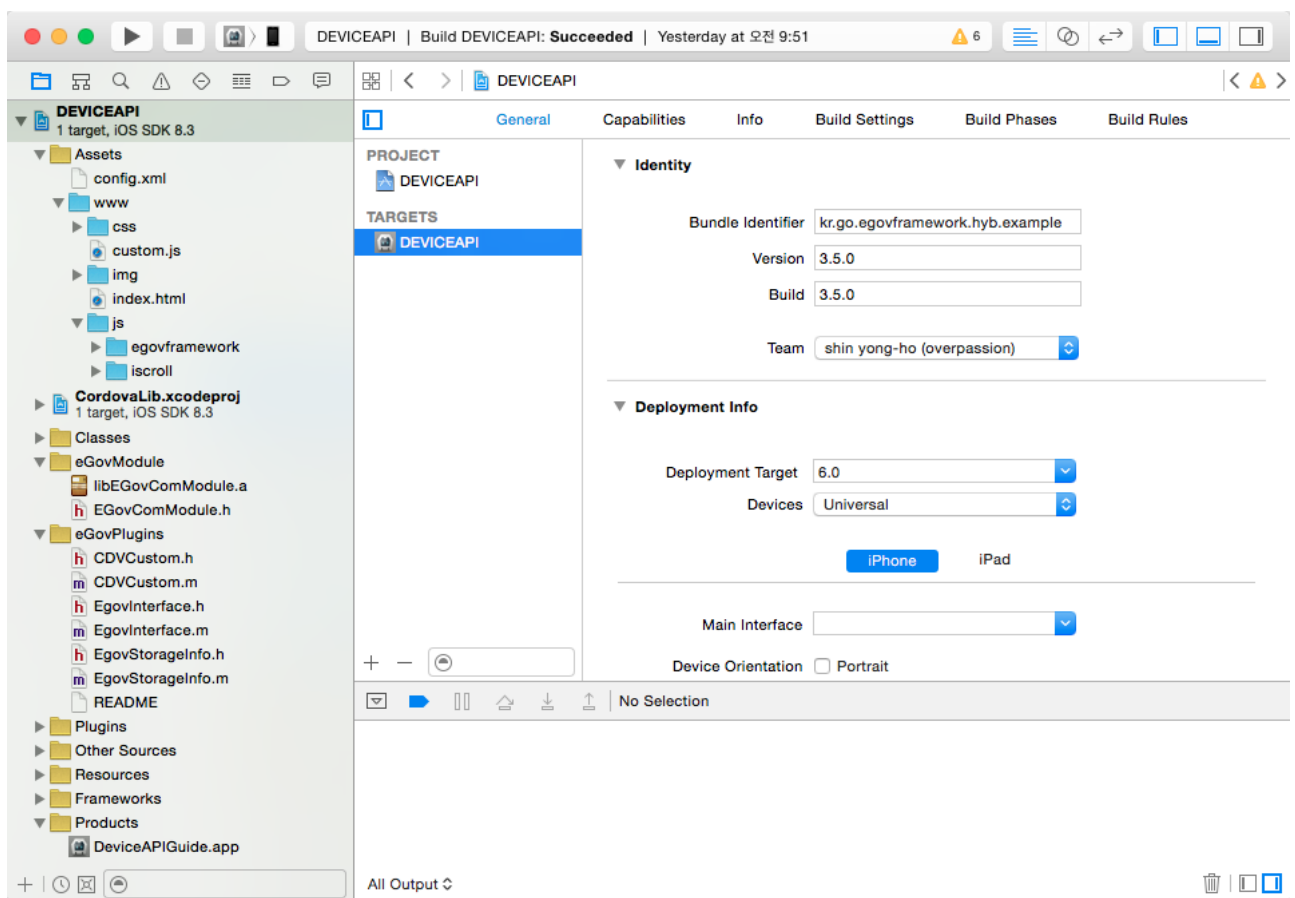 DEVICEAPI | Build DEVICEAPI: Succeeded | Yesterday at 오전 9:51
6
DEVICEAPI
1 target, iOS SDK 8.3
Assets
config.xml
www
css
custom.js
img
index.html
js
egovframework
iscroll
CordovaLib.xcodeproj
1 target, iOS SDK 8.3
Classes
eGovModule
libEGovComModule.a
h EGovComModule.h
eGovPlugins
h CDVCustom.h
m CDVCustom.m
h EgovInterface.h
m EgovInterface.m
h EgovStorageInfo.h
m EgovStorageInfo.m
README
Plugins
Other Sources
Resources
Frameworks
Products
DeviceAPIGuide.app
DEVICEAPI
General Capabilities Info Build Settings Build Phases Build Rules
PROJECT
DEVICEAPI
TARGETS
DEVICEAPI
Identity
Bundle Identifier kr.go.egovframework.hyb.example
Version 3.5.0
Build 3.5.0
Team shin yong-ho (overpassion)
Deployment Info
Deployment Target 6.0
Devices Universal
iPhone iPad
Main Interface
Device Orientation Portrait
No Selection
All Output